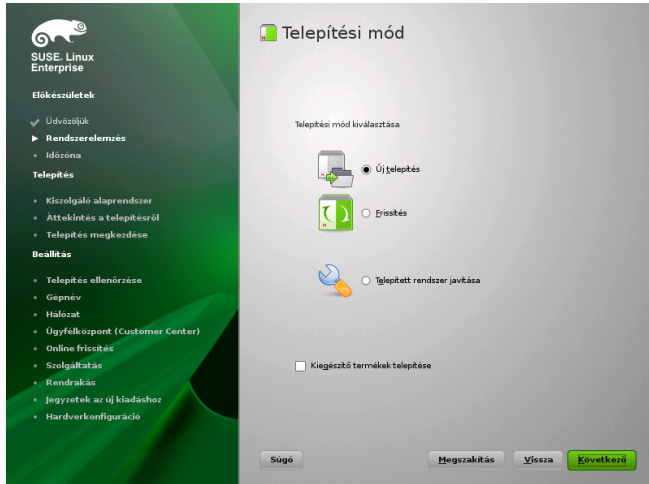 SUSE. Linux
Enterprise
Előkészületek
Üdvözöljük
Rendszerelemzés
Időzóna
Telepítés
Kiszolgáló alaprendszer
Áttekintés a telepítésről
Telepítés megkezdése
Beállítás
Telepítés ellenőrzése
Gépnév
Hálózat
Ügyfélközpont (Customer Center)
Online frissítés
Szolgáltatás
Rendrakás
Jegyzetek az új kiadáshoz
Hardverkonfiguráció
Telepítési mód
Telepítési mód kiválasztása
Új telepítés
Frissítés
Telepített rendszer javítása
Kiegészítő termékek telepítése
Súgó
Megszakítás
Vissza
Következő